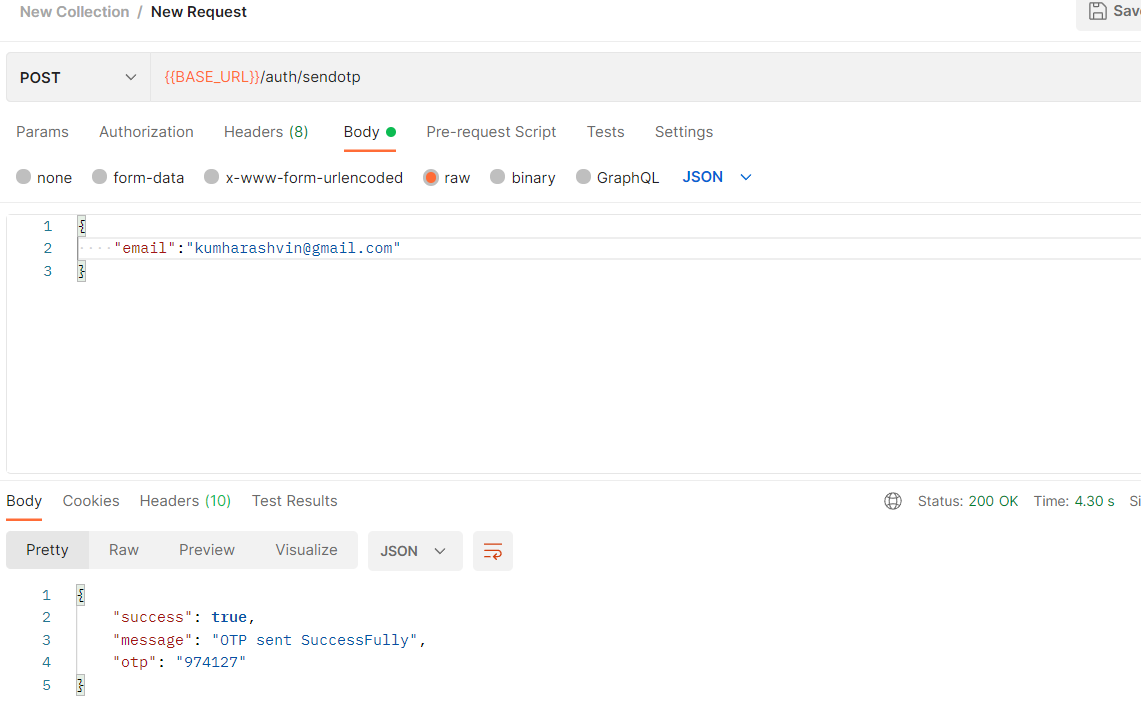 New Collection / New Request
Save
POST {{BASE_URL}}/auth/sendotp
Params Authorization Headers (8) Body Pre-request Script Tests Settings
none form-data x-www-form-urlencoded raw binary GraphQL JSON
1 {
2 ····"email":"kumharashvin@gmail.com"
3 }
Body Cookies Headers (10) Test Results Status: 200 OK Time: 4.30 s Si
Pretty Raw Preview Visualize JSON
1 {
2 "success": true,
3 "message": "OTP sent SuccessFully",
4 "otp": "974127"
5 }